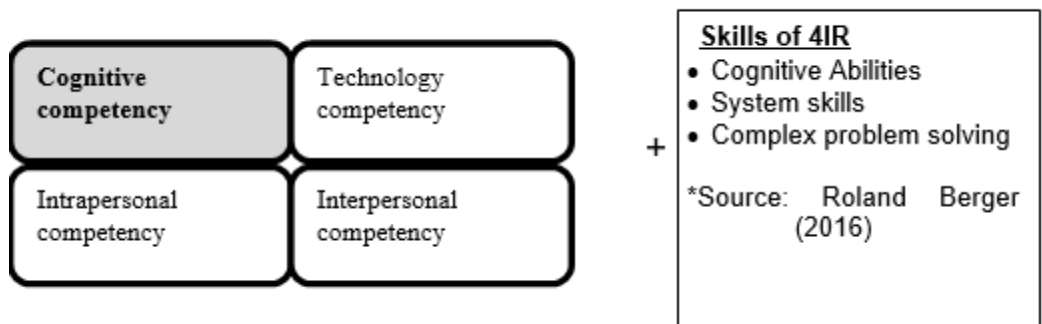 Cognitive
competency
Technology
competency
Intrapersonal
competency
Interpersonal
competency
+
Skills of 4IR
• Cognitive Abilities
• System skills
• Complex problem solving
*Source: Roland Berger
(2016)